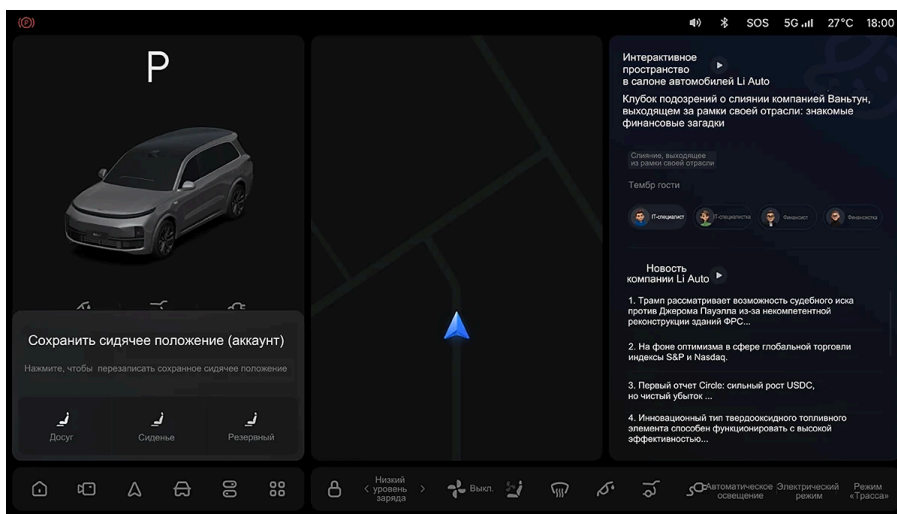 (P)
SOS 5G 27°C 18:00
P
Сохранить сидячее положение (аккаунт)
Нажмите, чтобы перезаписать сохранное сидячее положение
Досуг
Сиденье
Резервный
Интерактивное
пространство
в салоне автомобилей Li Auto
Клубок подозрений о слиянии компанией Ваньтун,
выходящем за рамки своей отрасли: знакомые
финансовые загадки
Слияние, выходящее
из рамки своей отрасли
Тембр гости
IT-специалист
IT-специалистка
Финансист
Финансистка
Новость
компании Li Auto
1. Трамп рассматривает возможность судебного иска
против Джерома Пауэлла из-за некомпетентной
реконструкции зданий ФРС...
2. На фоне оптимизма в сфере глобальной торговли
индексы S&P и Nasdaq.
3. Первый отчет Circle: сильный рост USDC,
но чистый убыток ...
4. Инновационный тип твердооксидного топливного
элемента способен функционировать с высокой
эффективностью...
Низкий
уровень
заряда
Выкл.
Автоматическое
освещение
Электрический
режим
Режим
«Трасса»